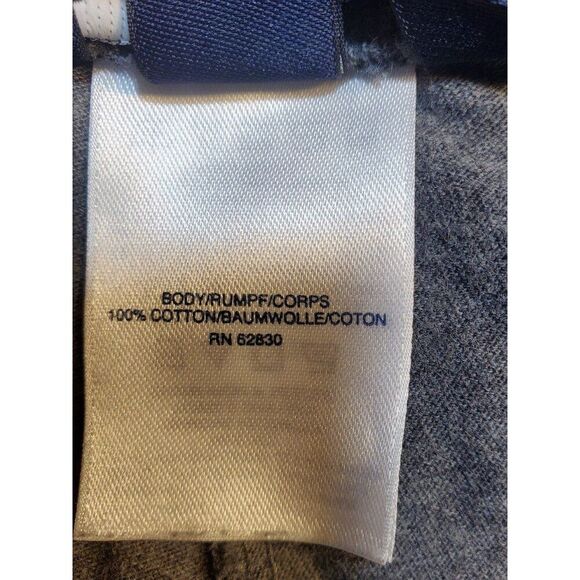 BODY/RUMPF/CORPS
100% COTTON/BAUMWOLLE/COTON
RN 62830